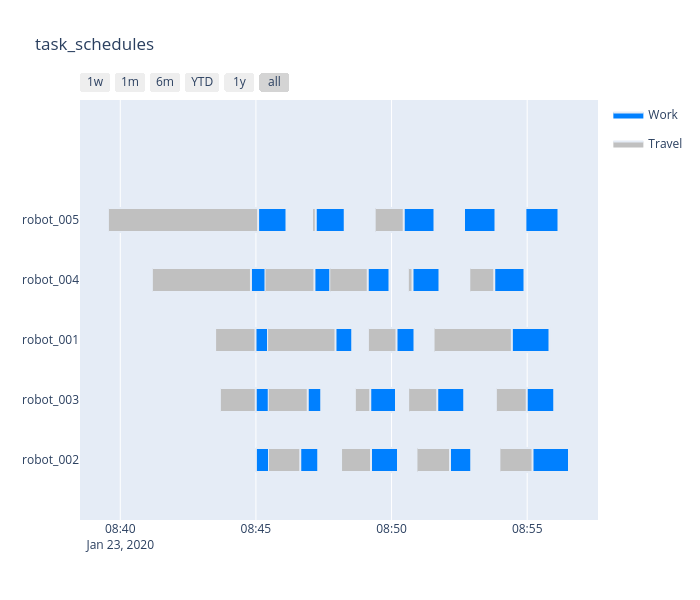 task_schedules
1w 1m 6m YTD 1y all
Work
Travel
robot_005
robot_004
robot_001
robot_003
robot_002
08:40 08:45 08:50 08:55
Jan 23, 2020